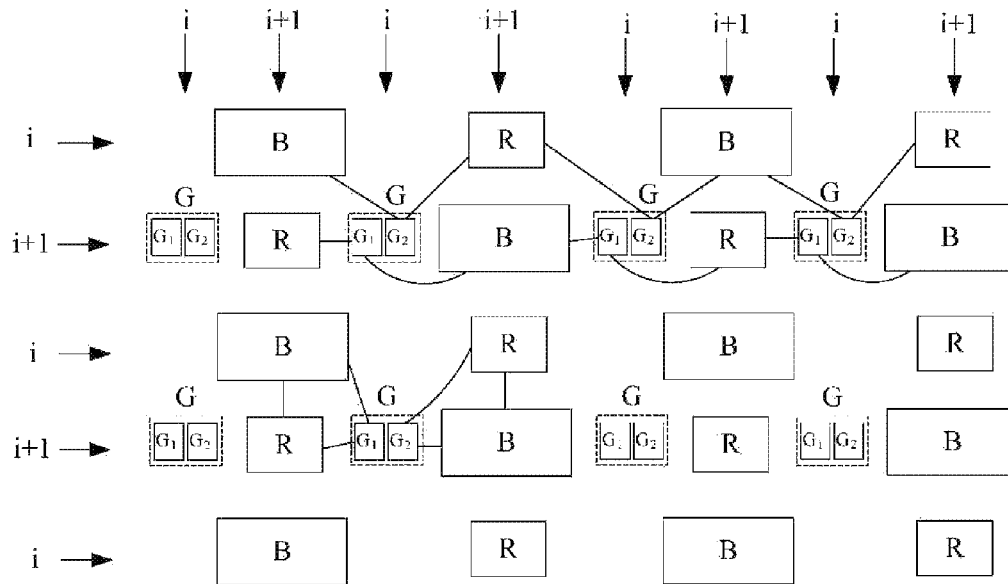 i i+1 i i+1 i i+1 i i+1
i B R B R
G G G G
i+1 G₁ G₂ R G₁ G₂ B G₁ G₂ R G₁ G₂ B
i B R B R
G G G G
i+1 G₁ G₂ R G₁ G₂ B G₁ G₂ R G₁ G₂ B
i B R B R